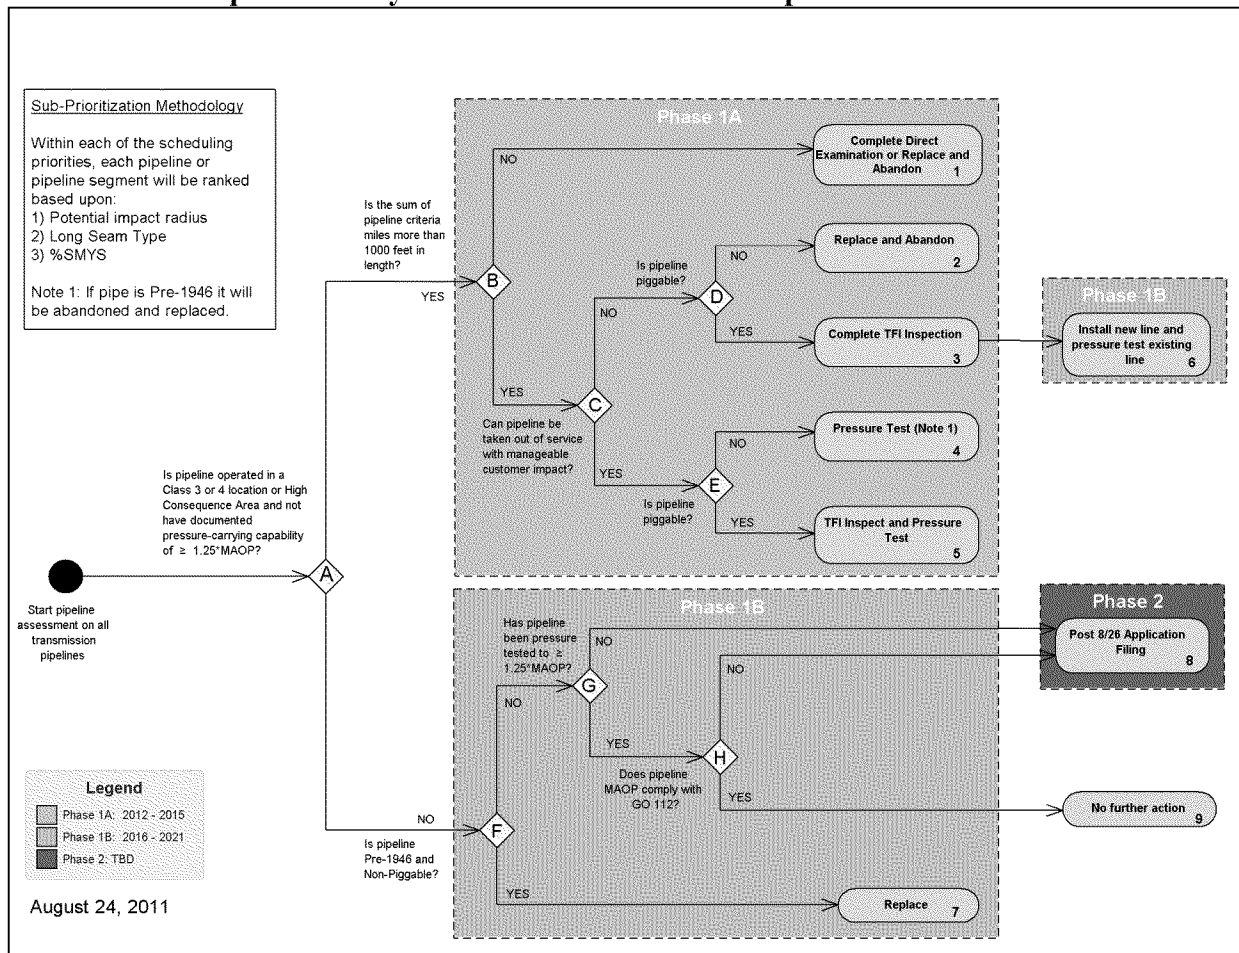 Sub-Prioritization Methodology
Within each of the scheduling
priorities, each pipeline or
pipeline segment will be ranked
based upon:
1) Potential impact radius
2) Long Seam Type
3) %SMYS
Note 1: If pipe is Pre-1946 it will
be abandoned and replaced.
Start pipeline
assessment on all
transmission
pipelines
Is pipeline operated in a
Class 3 or 4 location or High
Consequence Area and not
have documented
pressure-carrying capability
of ≥ 1.25*MAOP?
A
YES
NO
Phase 1A
Is the sum of
pipeline criteria
miles more than
1000 feet in
length?
B
NO
YES
Complete Direct
Examination or Replace and
Abandon
1
Can pipeline be
taken out of service
with manageable
customer impact?
C
NO
YES
Is pipeline
piggable?
D
NO
YES
Replace and Abandon
2
Complete TFI Inspection
3
Is pipeline
piggable?
E
NO
YES
Pressure Test (Note 1)
4
TFI Inspect and Pressure
Test
5
Phase 1B
Install new line and
pressure test existing
line
6
Phase 1B
Is pipeline
Pre-1946 and
Non-Piggable?
F
NO
YES
Has pipeline
been pressure
tested to ≥
1.25*MAOP?
G
NO
YES
Does pipeline
MAOP comply with
GO 112?
H
NO
YES
Replace
7
Phase 2
Post 8/26 Application
Filing
8
No further action
9
Legend
Phase 1A: 2012 - 2015
Phase 1B: 2016 - 2021
Phase 2: TBD
August 24, 2011